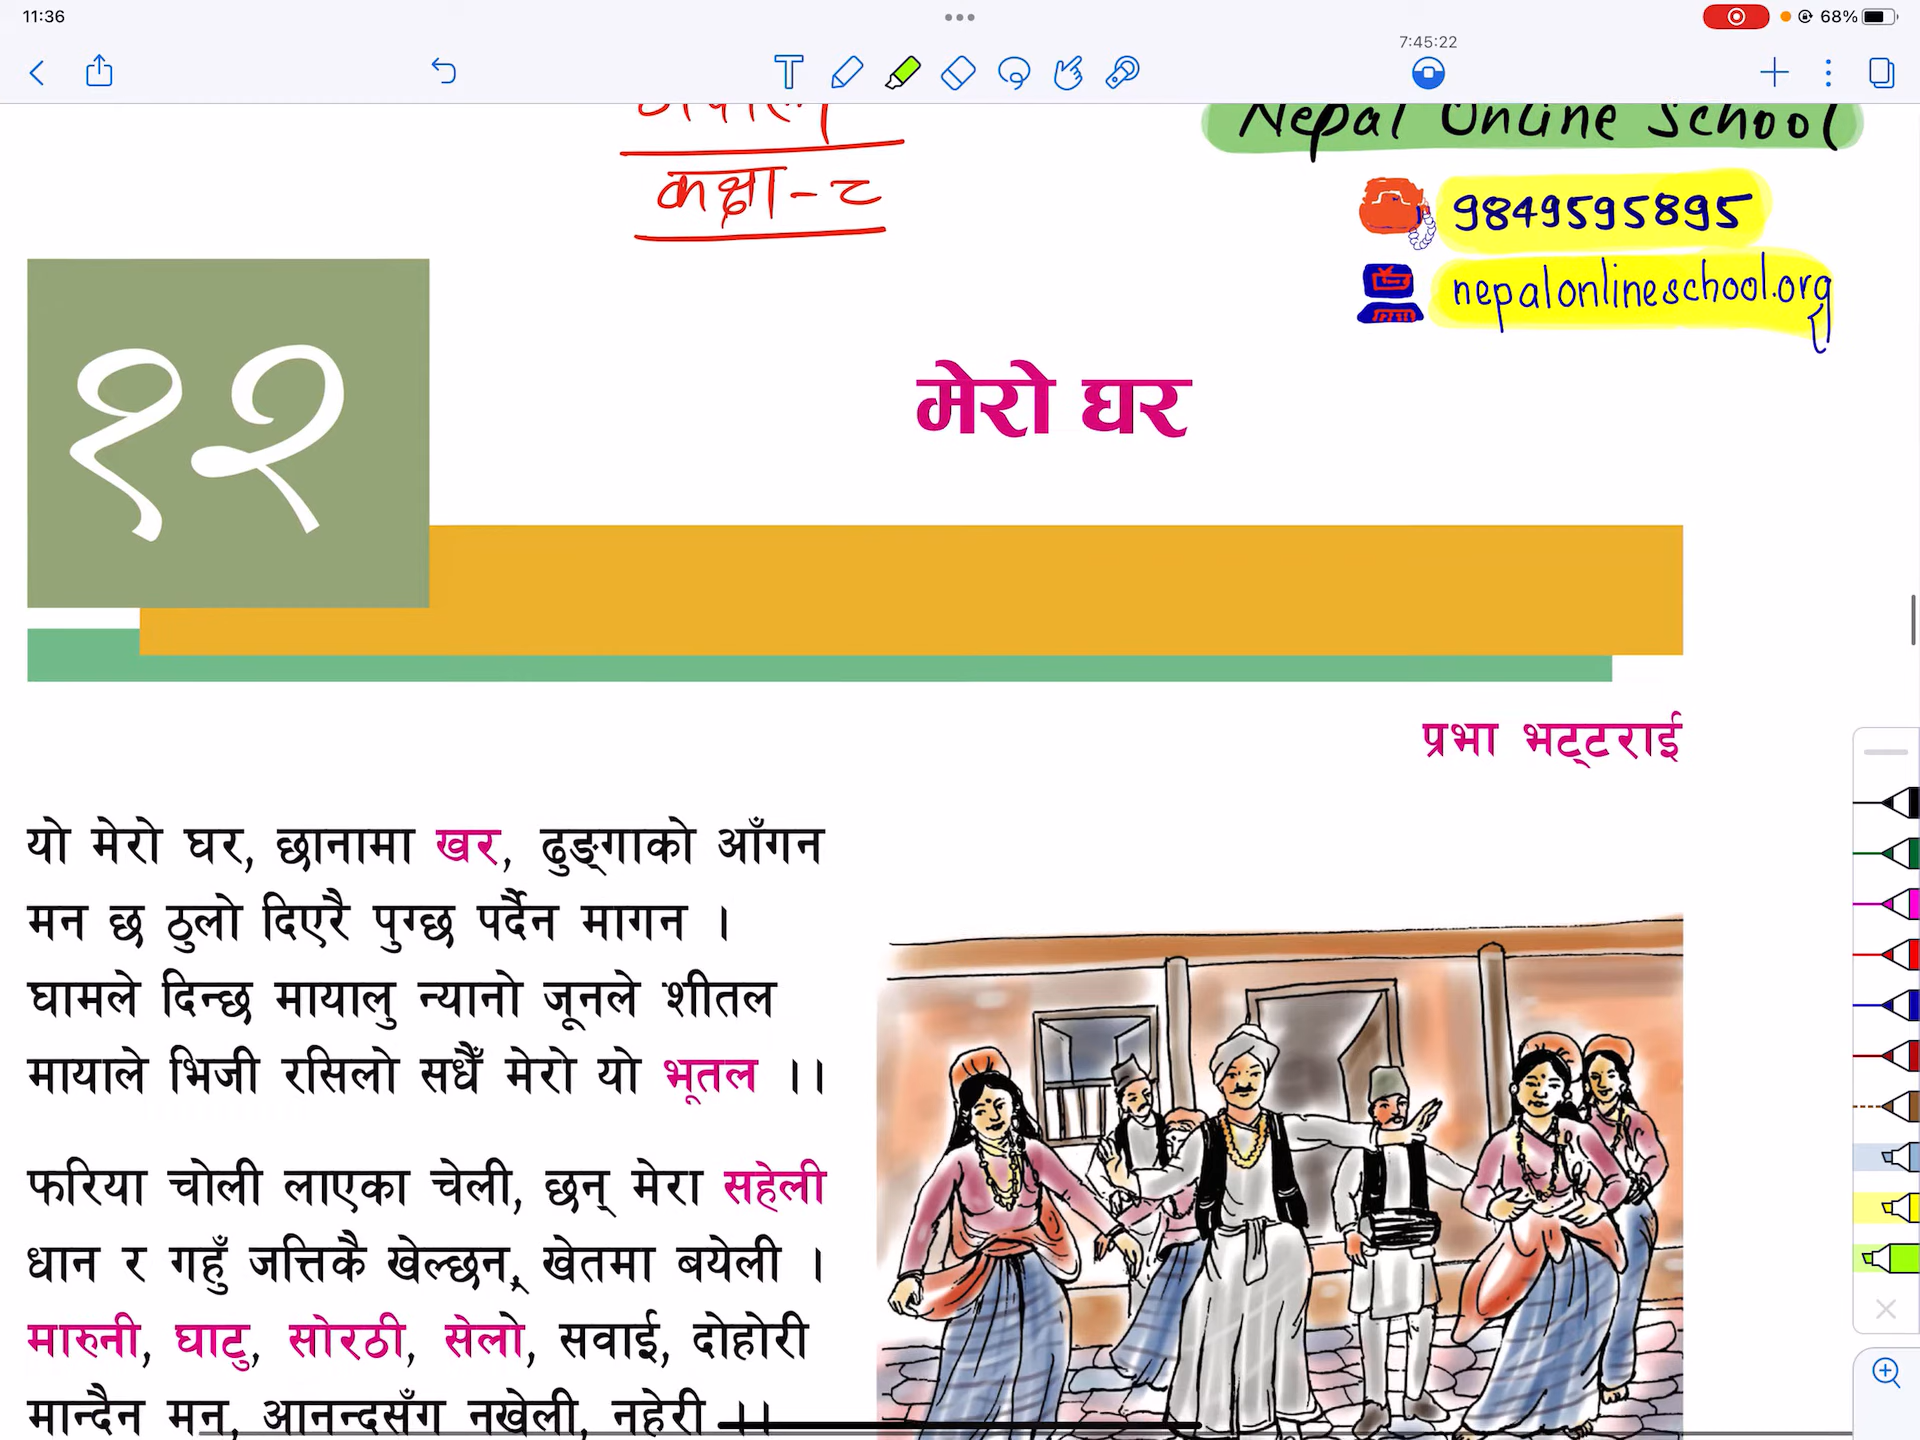 11:36
68%
7:45:22
Nepal Online School
कक्षा - ८
9849595895
nepalonlineschool.org
१२
मेरो घर
प्रभा भट्टराई
यो मेरो घर, छानामा खर, ढुङ्गाको आँगन
मन छ ठुलो दिएरै पुग्छ पर्दैन मागन ।
घामले दिन्छ मायालु न्यानो जूनले शीतल
मायाले भिजी रसिलो सधैँ मेरो यो भूतल ।।
फरिया चोली लाएका चेली, छन् मेरा सहेली
धान र गहुँ जत्तिकै खेल्छन्, खेतमा बयेली ।
मारुनी, घाटु, सोरठी, सेलो, सवाई, दोहोरी
मान्दैन मन, आनन्दसँग नखेली, नहेरी ।।